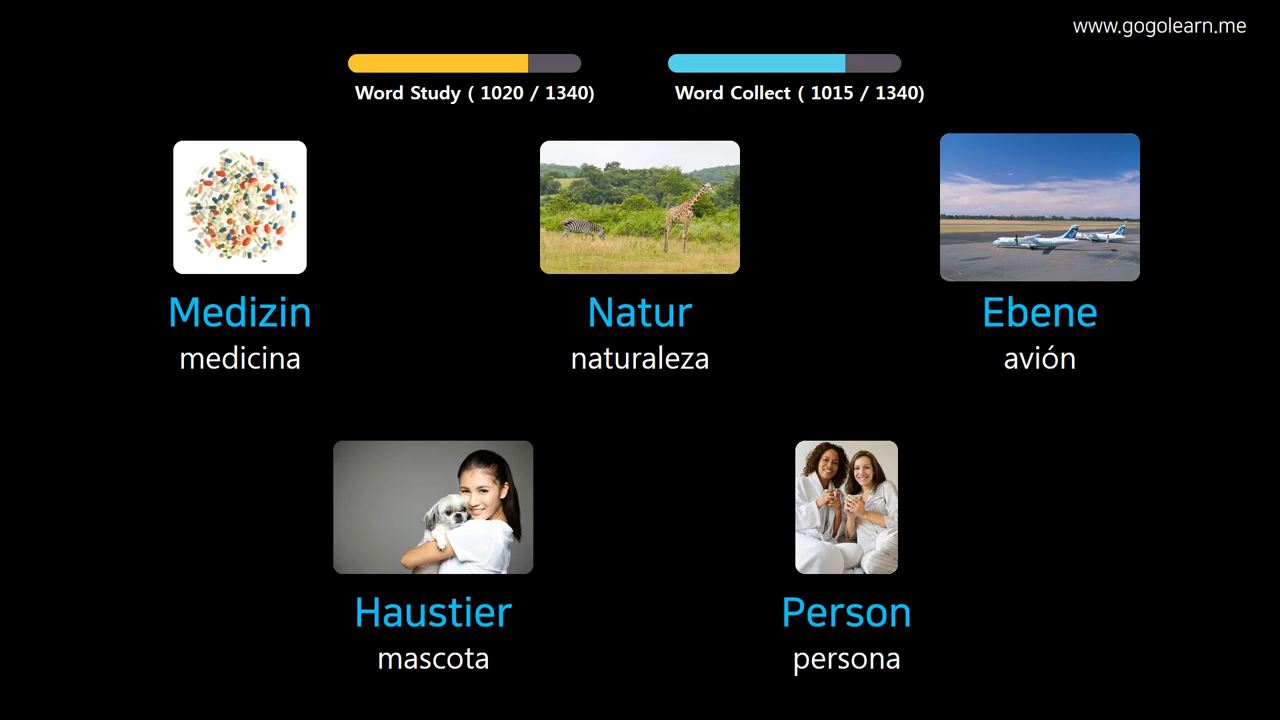 www.gogolearn.me
Word Study ( 1020 / 1340)
Word Collect ( 1015 / 1340)
Medizin
medicina
Natur
naturaleza
Ebene
avión
Haustier
mascota
Person
persona